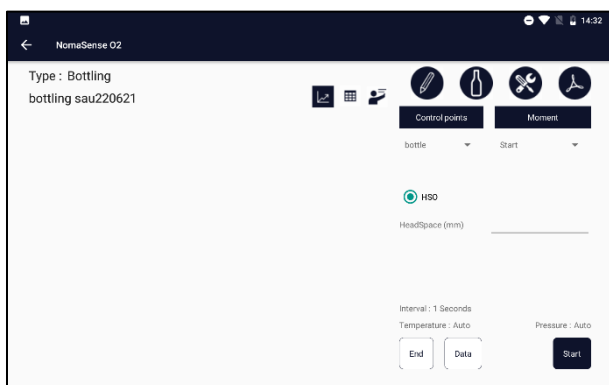 14:32
NomaSense O2
Type : Bottling
bottling sau220621
Control points
Moment
bottle
Start
HSO
HeadSpace (mm)
Interval : 1 Seconds
Temperature : Auto
Pressure : Auto
End
Data
Start